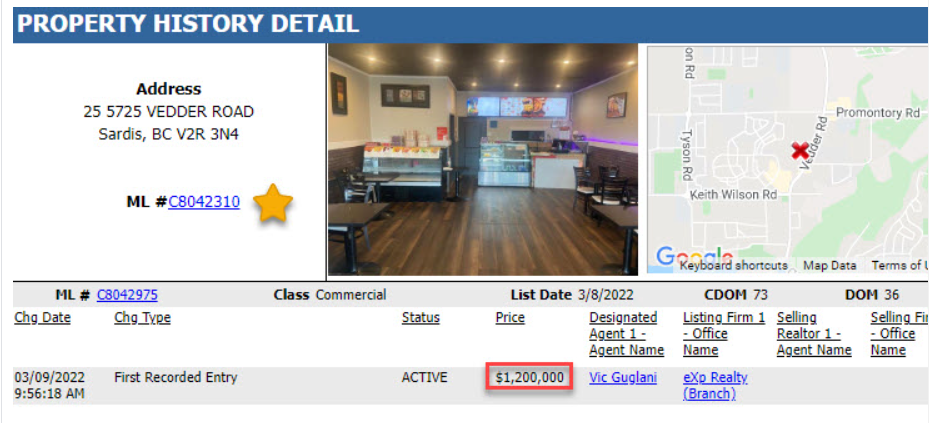 PROPERTY HISTORY DETAIL
Address
25 5725 VEDDER ROAD
Sardis, BC V2R 3N4
ML #C8042310
on Rd
Promontory Rd
Tyson Rd
Vedder Rd
Keith Wilson Rd
Google
Keyboard shortcuts Map Data Terms of U
ML # C8042975 Class Commercial List Date 3/8/2022 CDOM 73 DOM 36
Chg Date Chg Type Status Price Designated Agent 1 - Agent Name Listing Firm 1 - Office Name Selling Realtor 1 - Agent Name Selling Fir - Office Name
03/09/2022 First Recorded Entry ACTIVE $1,200,000 Vic Guglani eXp Realty
9:56:18 AM (Branch)